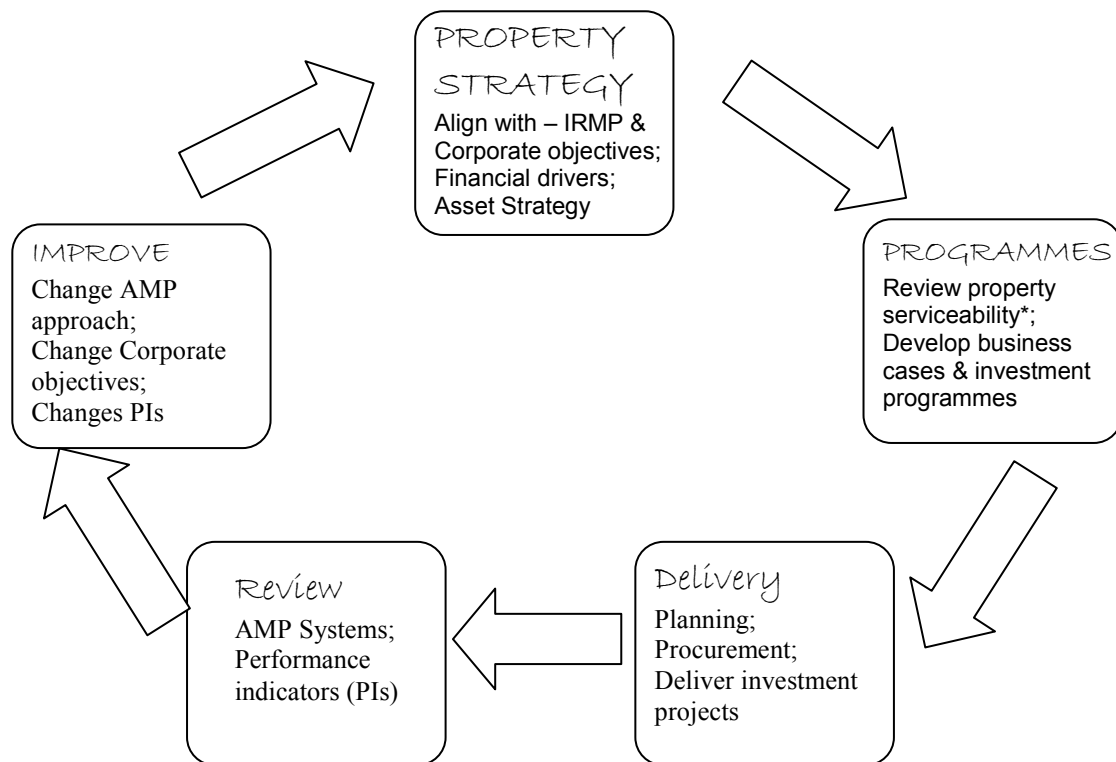 PROPERTY
STRATEGY
Align with – IRMP &
Corporate objectives;
Financial drivers;
Asset Strategy
PROGRAMMES
Review property
serviceability*;
Develop business
cases & investment
programmes
Delivery
Planning;
Procurement;
Deliver investment
projects
Review
AMP Systems;
Performance
indicators (PIs)
IMPROVE
Change AMP
approach;
Change Corporate
objectives;
Changes PIs